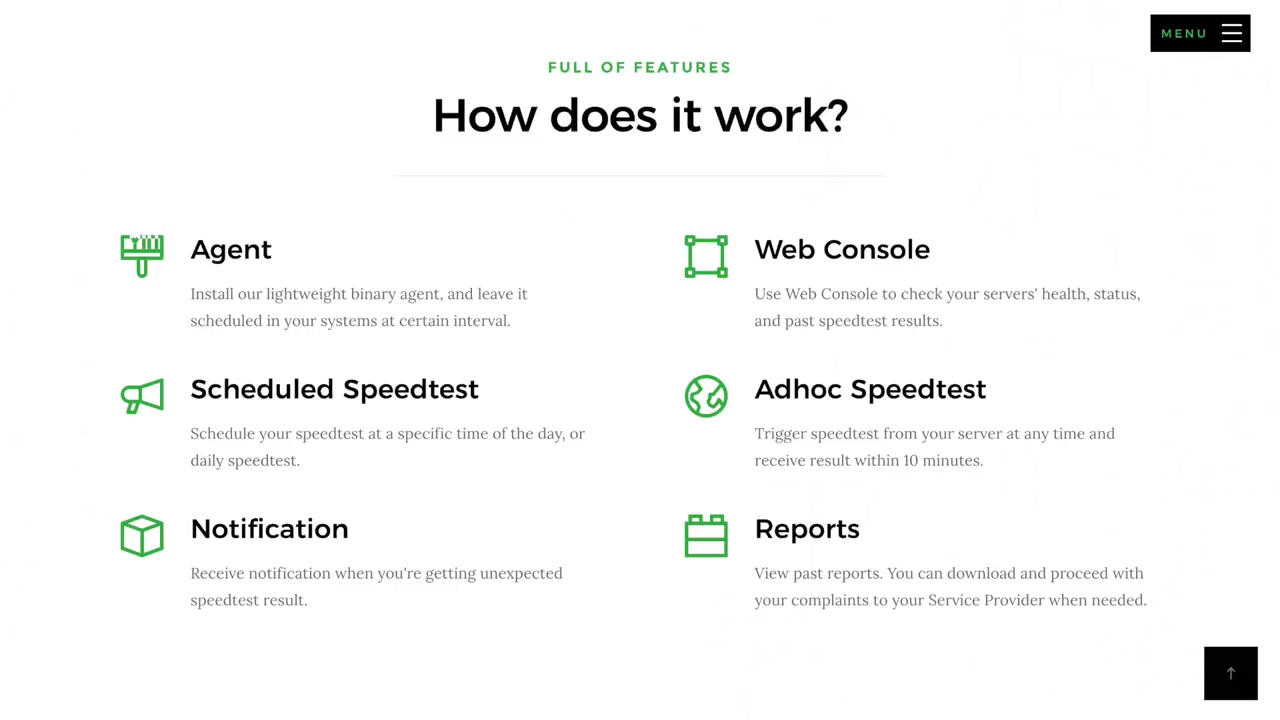 MENU
FULL OF FEATURES
How does it work?
Agent
Install our lightweight binary agent, and leave it
scheduled in your systems at certain interval.
Web Console
Use Web Console to check your servers' health, status,
and past speedtest results.
Scheduled Speedtest
Schedule your speedtest at a specific time of the day, or
daily speedtest.
Adhoc Speedtest
Trigger speedtest from your server at any time and
receive result within 10 minutes.
Notification
Receive notification when you're getting unexpected
speedtest result.
Reports
View past reports. You can download and proceed with
your complaints to your Service Provider when needed.